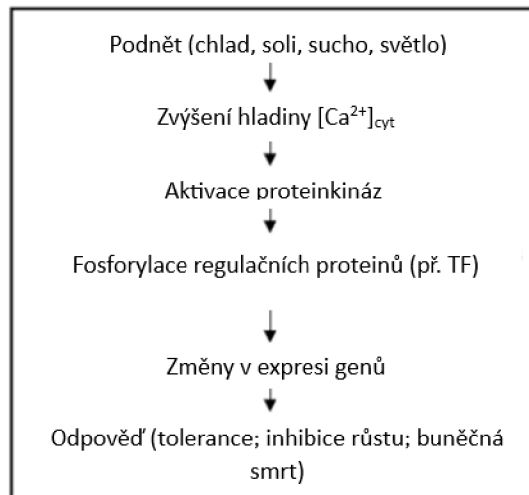 Podnět (chlad, soli, sucho, světlo)
Zvýšení hladiny [Ca²⁺]cyt
Aktivace proteinkináz
Fosforylace regulačních proteinů (př. TF)
Změny v expresi genů
Odpověď (tolerance; inhibice růstu; buněčná
smrt)